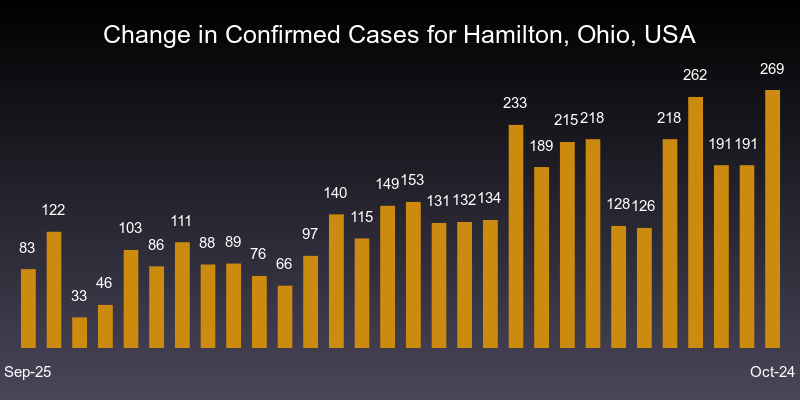 Change in Confirmed Cases for Hamilton, Ohio, USA
83 122 33 46 103 86 111 88 89 76 66 97 140 115 149 153 131 132 134 233 189 215 218 128 126 218 262 191 191 269
Sep-25 Oct-24